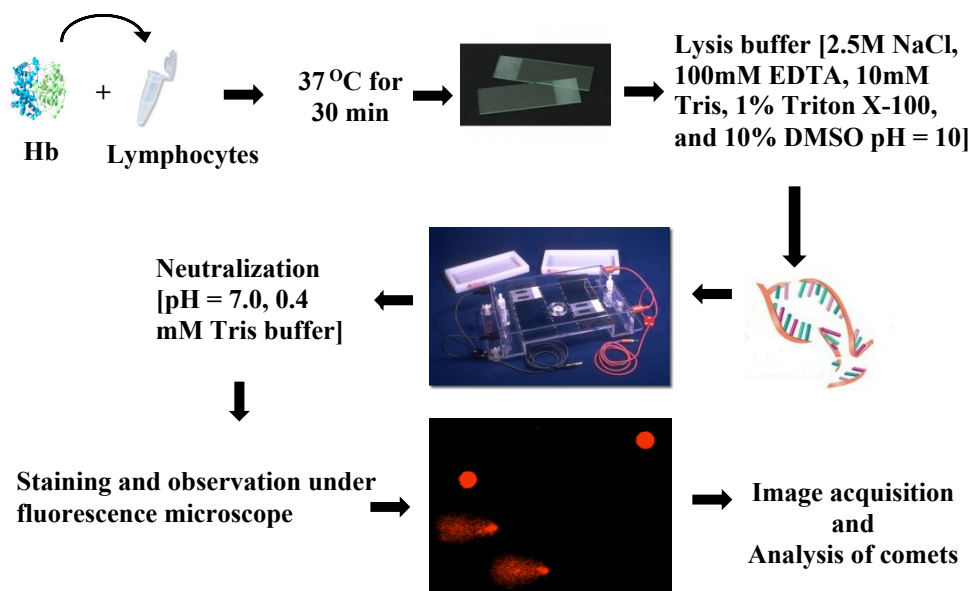 Hb
+
Lymphocytes
37 ᴼC for
30 min
Lysis buffer [2.5M NaCl,
100mM EDTA, 10mM
Tris, 1% Triton X-100,
and 10% DMSO pH = 10]
Neutralization
[pH = 7.0, 0.4
mM Tris buffer]
Staining and observation under
fluorescence microscope
Image acquisition
and
Analysis of comets